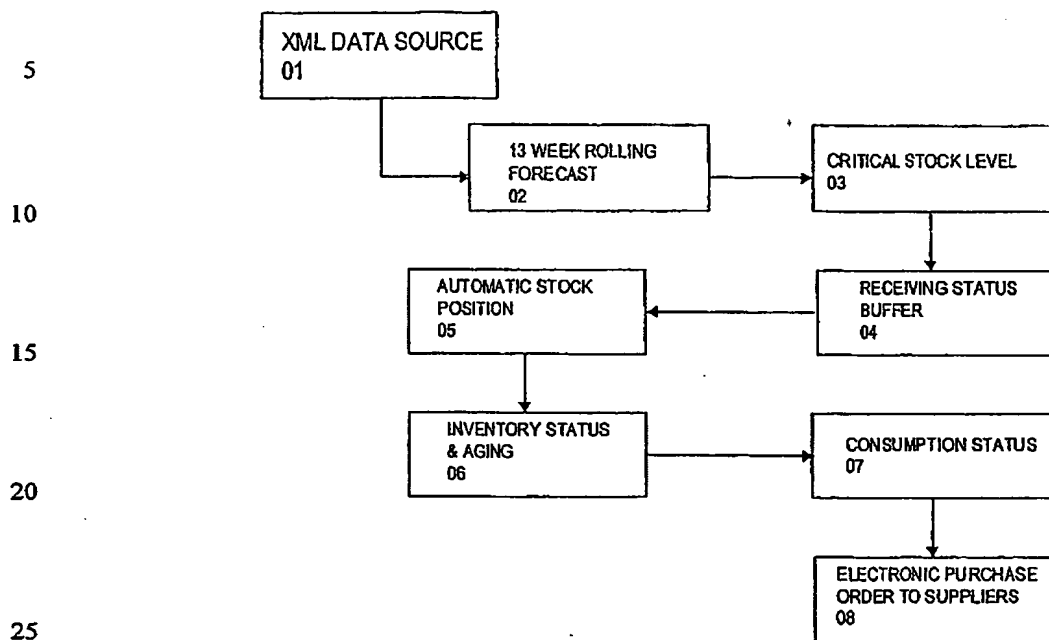 XML DATA SOURCE
01
5
13 WEEK ROLLING
FORECAST
02
CRITICAL STOCK LEVEL
03
10
AUTOMATIC STOCK
POSITION
05
RECEIVING STATUS
BUFFER
04
15
INVENTORY STATUS
& AGING
06
CONSUMPTION STATUS
07
20
ELECTRONIC PURCHASE
ORDER TO SUPPLIERS
08
25